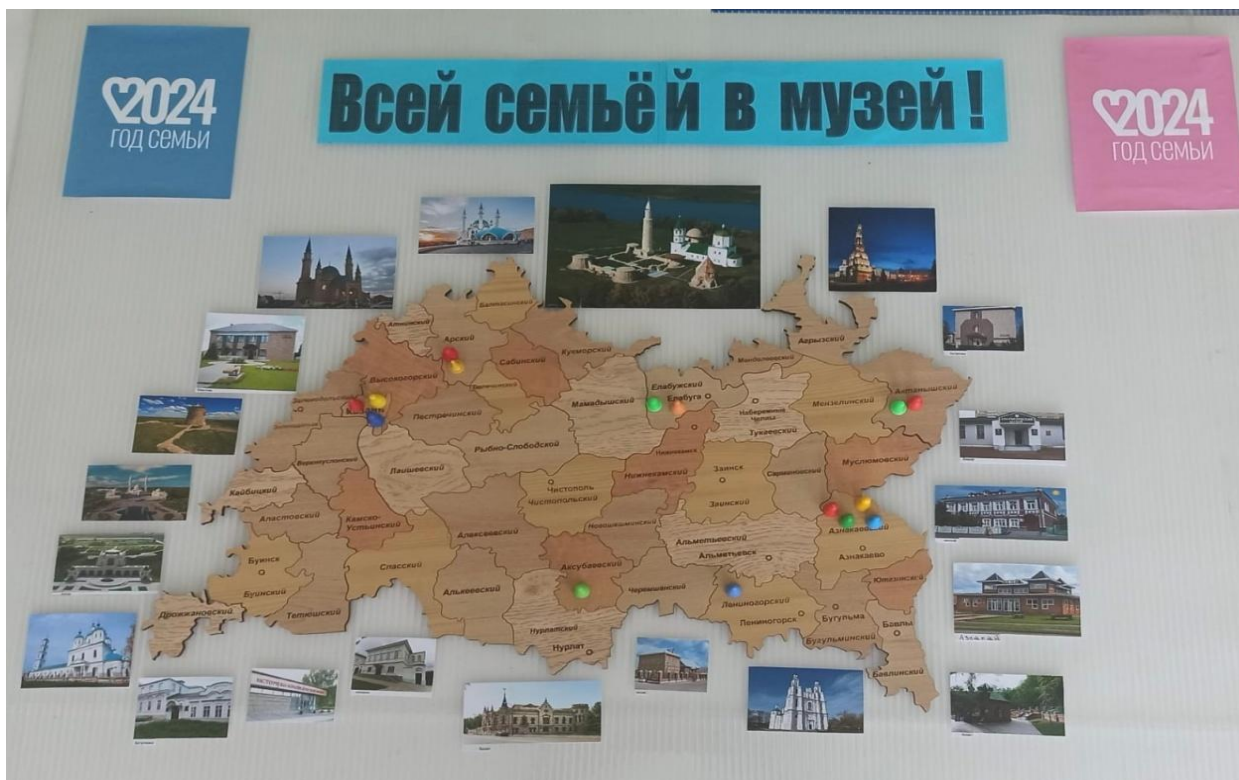 2024
ГОД СЕМЬИ
Всей семьёй в музей!
2024
ГОД СЕМЬИ
Балтасинский
Атнинский
Арский
Сабинский
Кукморский
Высокогорский
Пестречинский
Мамадышский
Елабужский
Елабуга
Менделеевский
Агрызский
Мензелинский
Актанышский
Набережные
Челны
Тукаевский
Муслюмовский
Сармановский
Рыбно-Слободской
Лаишевский
Верхнеуслонский
Кайбицкий
Апастовский
Камско-
Устьинский
Чистополь
Чистопольский
Нижнекамск
Нижнекамский
Заинск
Заинский
Новошешминский
Алексеевский
Альметьевский
Альметьевск
Азнакаевский
Азнакаево
Буинск
Буинский
Спасский
Тетюшский
Дрожжановский
Алькеевский
Аксубаевский
Черемшанский
Лениногорский
Лениногорск
Бугульма
Бугульминский
Ютазинский
Бавлы
Бавлинский
Нурлатский
Нурлат